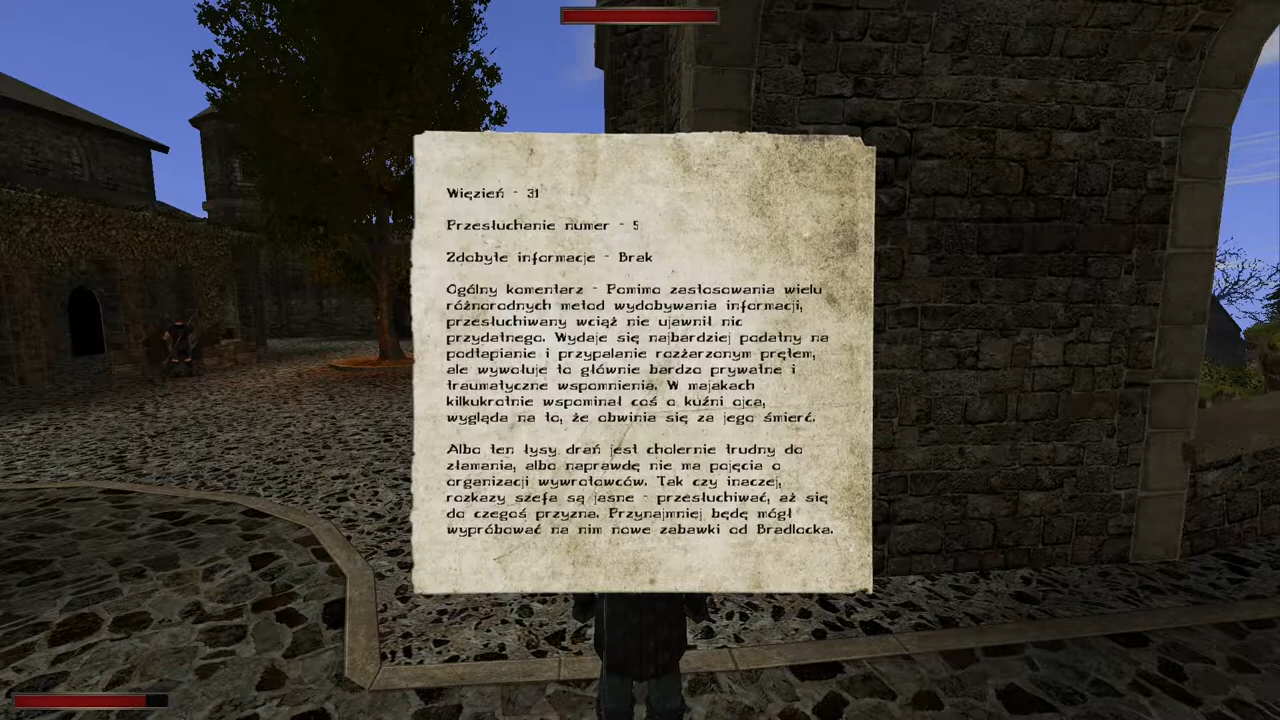 Więzień - 31
Przesłuchanie numer - 5
Zdobyte informacje - Brak
Ogólny komentarz - Pomimo zastosowania wielu
różnorodnych metod wydobywania informacji,
przesłuchiwany wciąż nie ujawnił nic
przydatnego. Wydaje się najbardziej podatny na
podtapianie i przypalanie rozżarzonym prętem,
ale wywołuje to głównie bardzo prywatne i
traumatyczne wspomnienia. W majakach
kilkukrotnie wspominał coś o kuźni ojca,
wygląda na to, że obwinia się za jego śmierć.
Albo ten łysy drań jest cholernie trudny do
złamania, albo naprawdę nie ma pojęcia o
organizacji wywrotowców. Tak czy inaczej,
rozkazy szefa są jasne - przesłuchiwać, aż się
do czegoś przyzna. Przynajmniej będę mógł
wypróbować na nim nowe zabawki od Bradlocka.